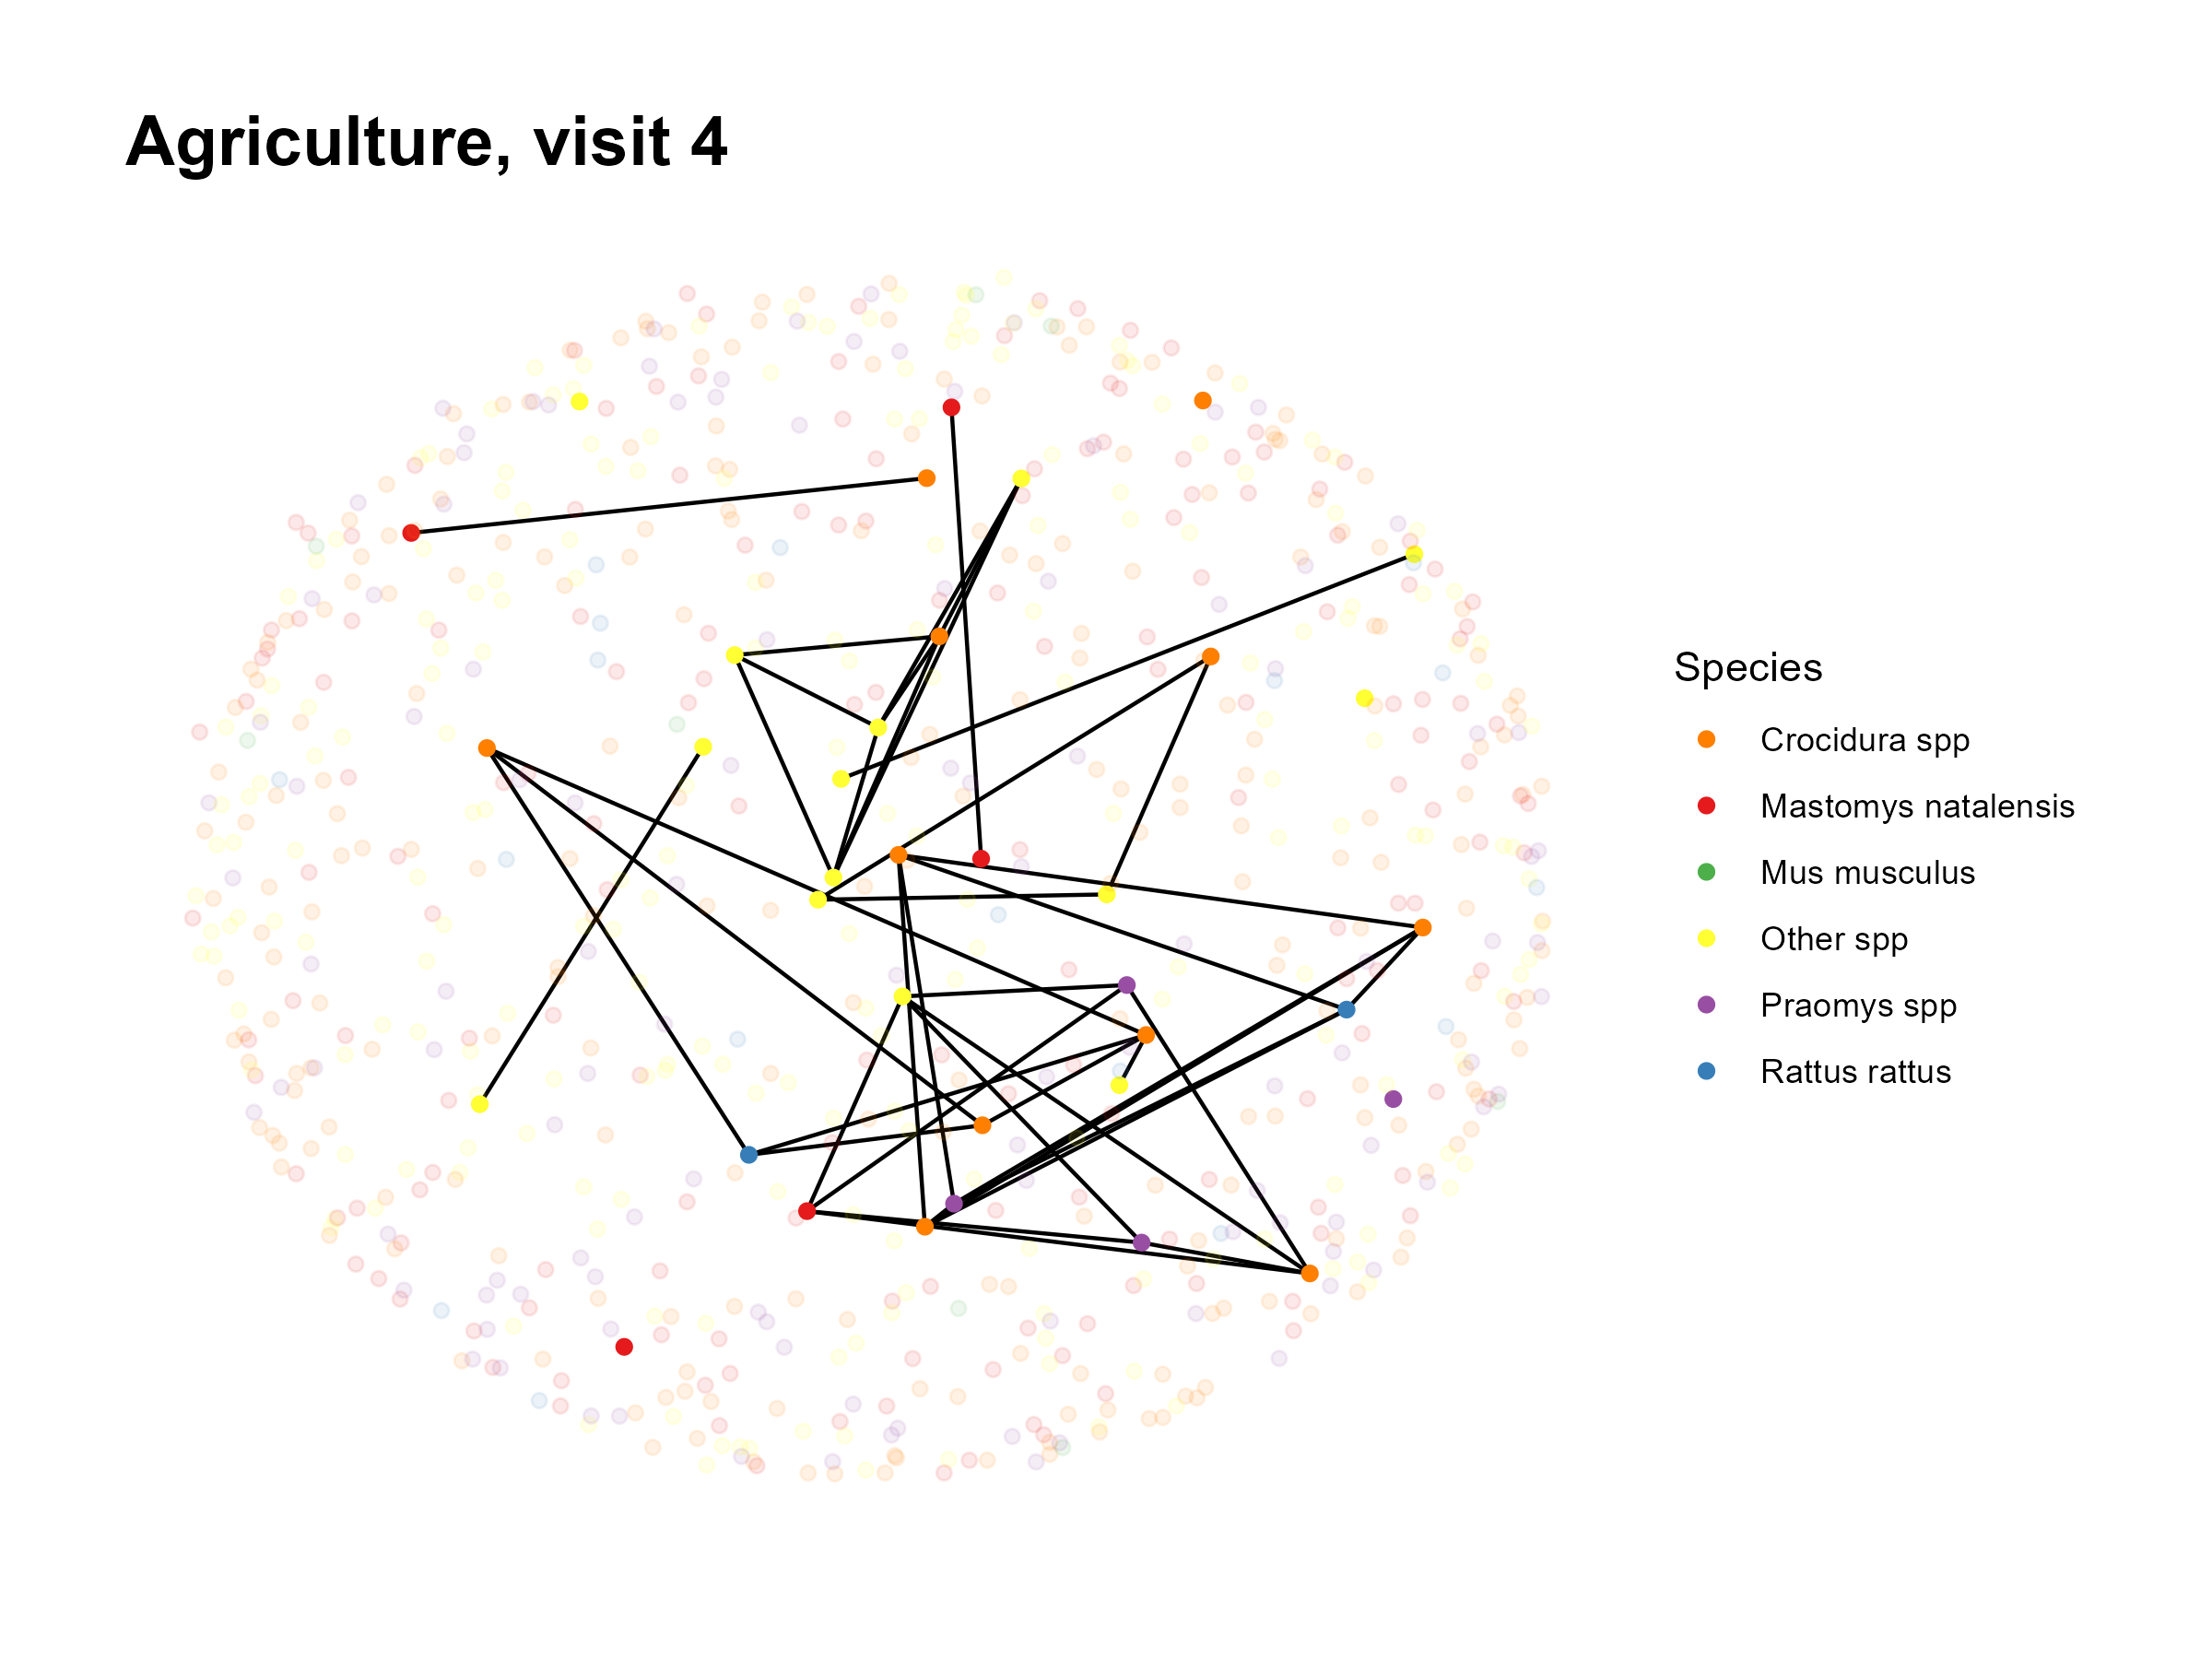 Agriculture, visit 4
Species
Crocidura spp
Mastomys natalensis
Mus musculus
Other spp
Praomys spp
Rattus rattus